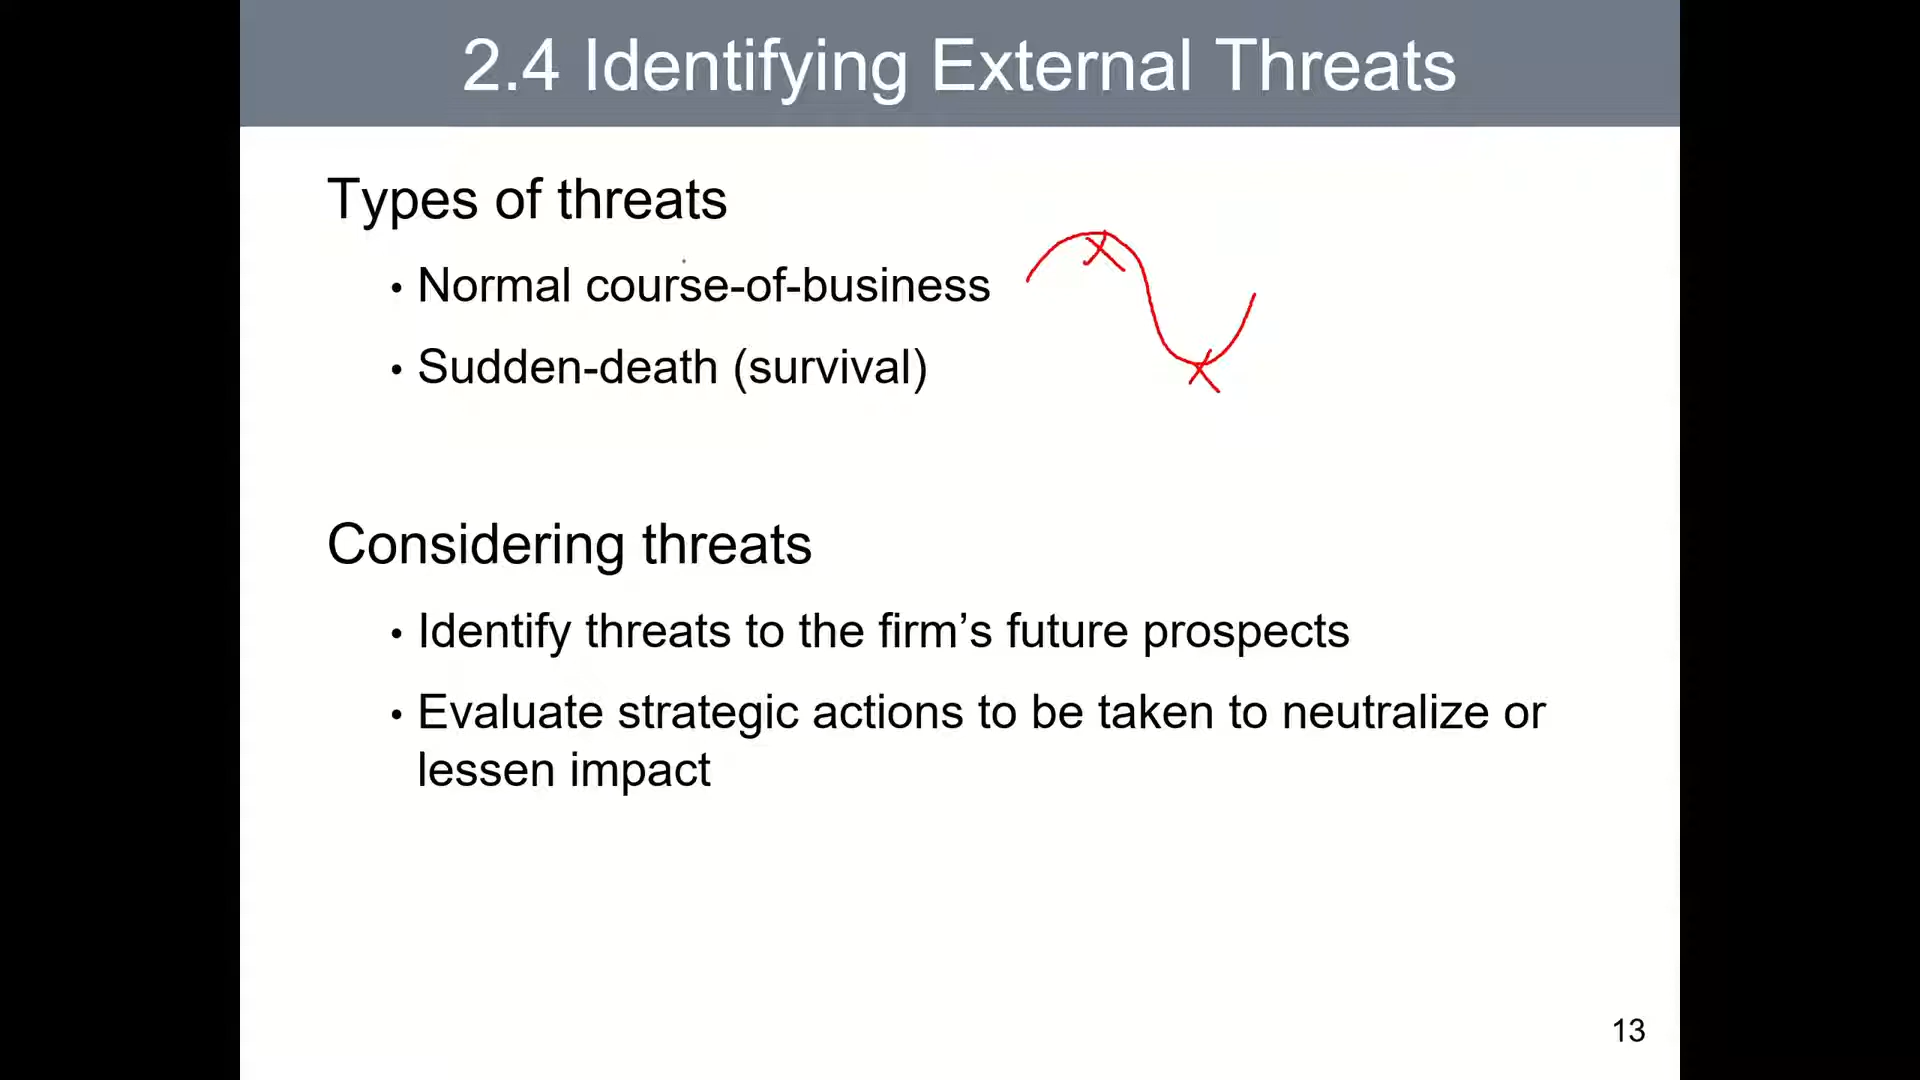 2.4 Identifying External Threats
Types of threats
• Normal course-of-business
• Sudden-death (survival)
Considering threats
• Identify threats to the firm’s future prospects
• Evaluate strategic actions to be taken to neutralize or
lessen impact
13